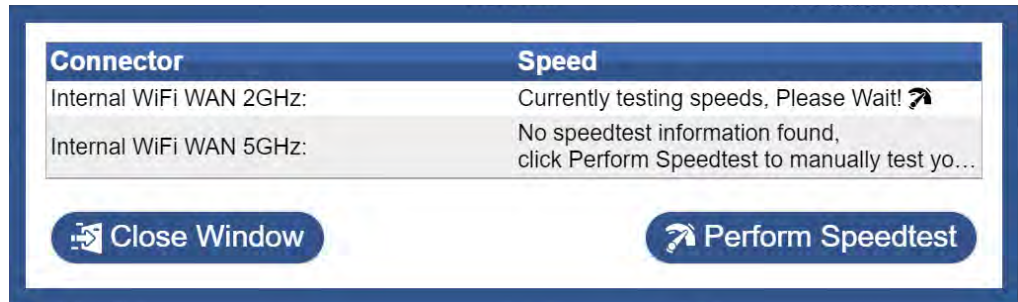 Connector Speed
Internal WiFi WAN 2GHz: Currently testing speeds, Please Wait!
Internal WiFi WAN 5GHz: No speedtest information found,
click Perform Speedtest to manually test yo...
Close Window Perform Speedtest